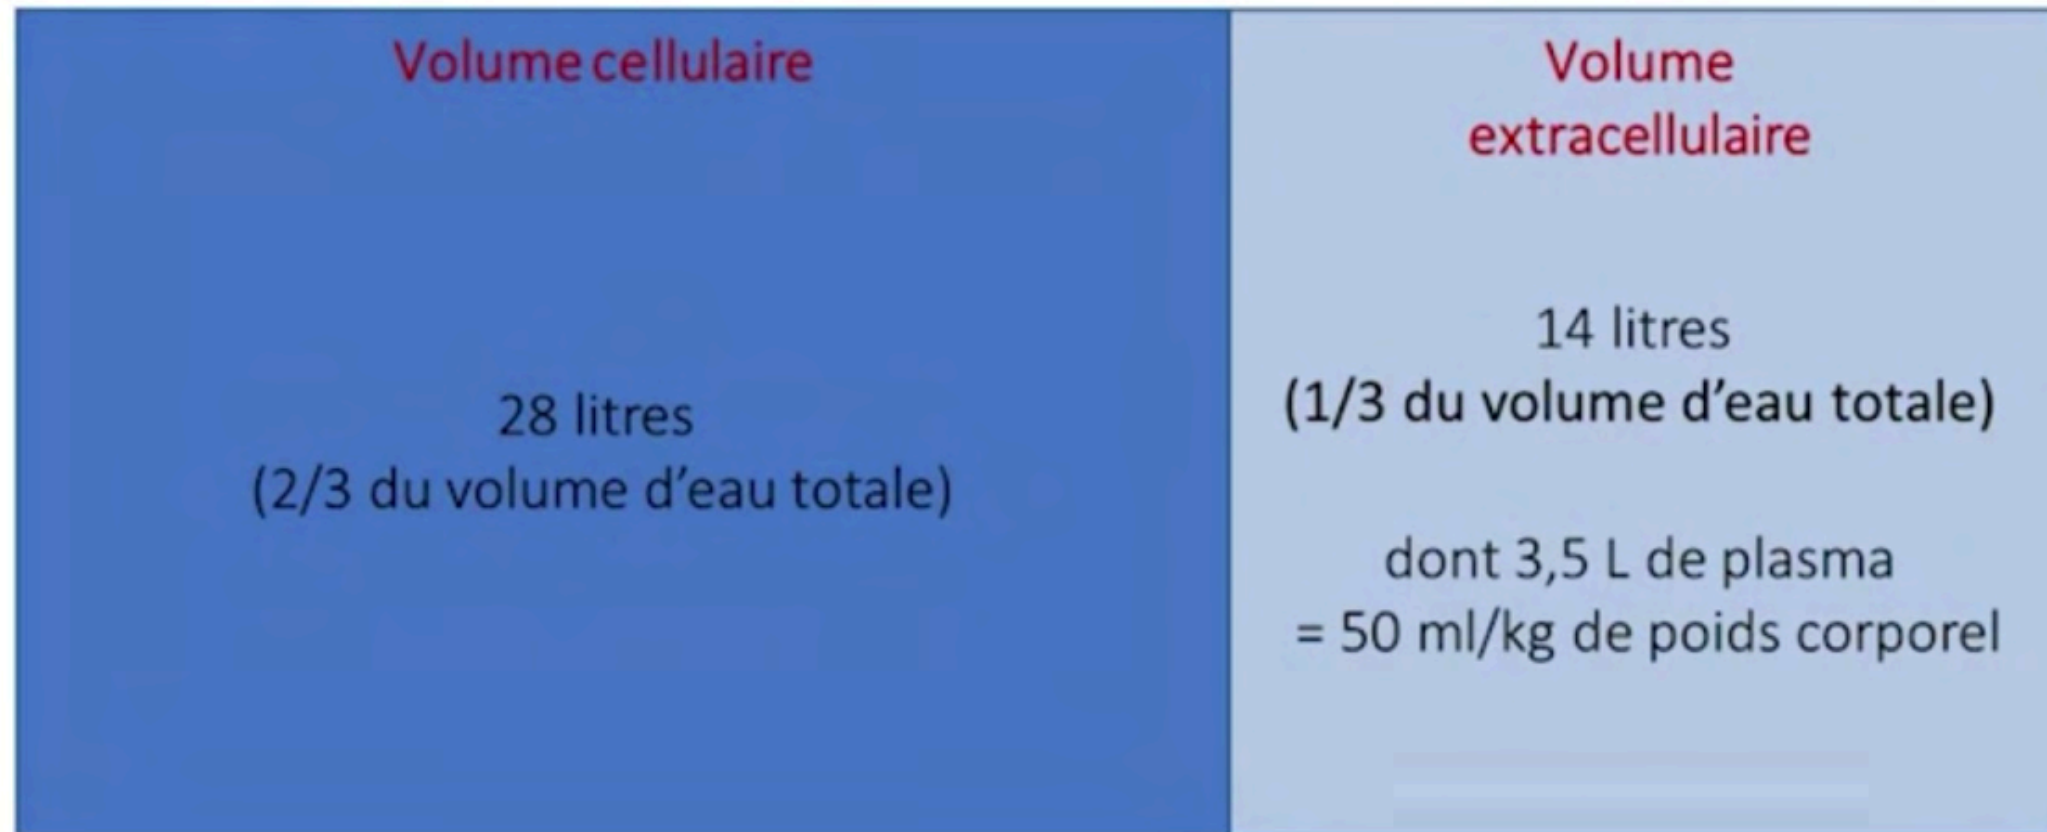 Volume cellulaire
28 litres
(2/3 du volume d’eau totale)
Volume
extracellulaire
14 litres
(1/3 du volume d’eau totale)
dont 3,5 L de plasma
= 50 ml/kg de poids corporel